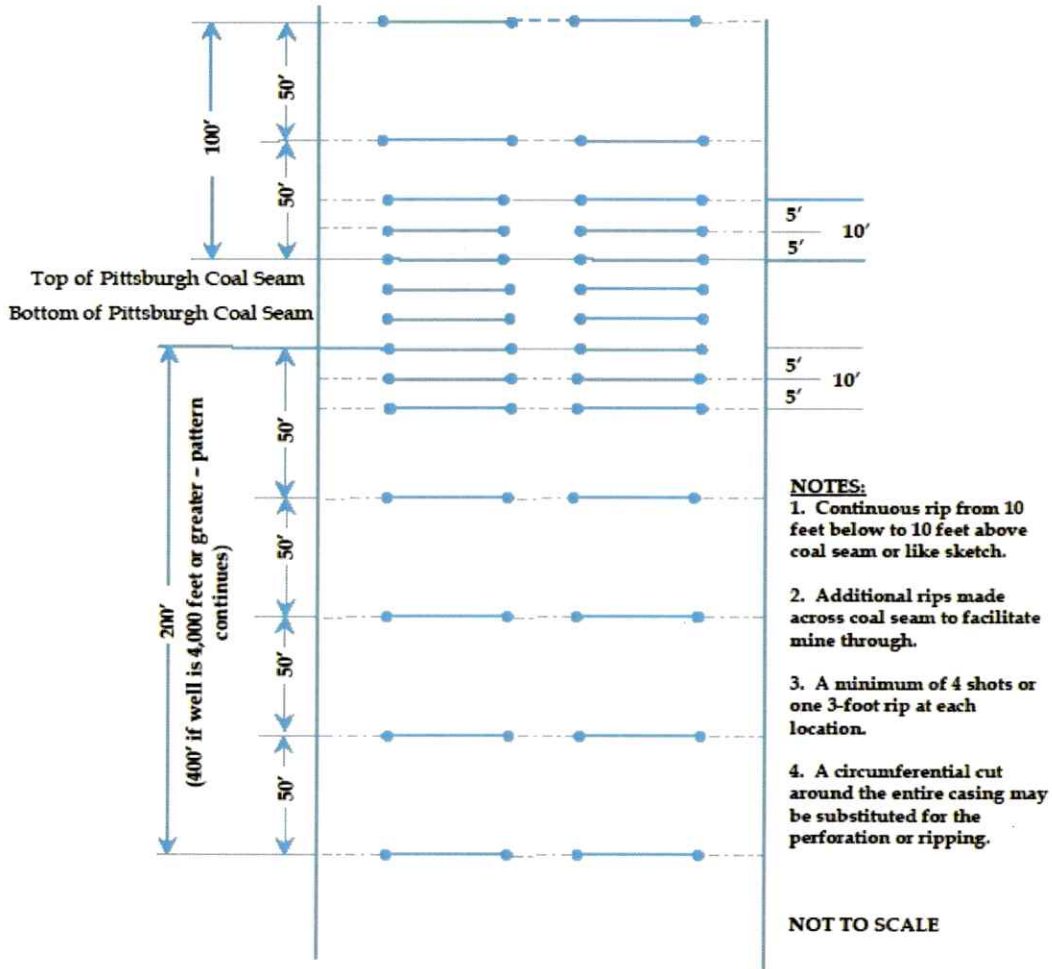 50'
100'
50'
5'
10'
5'
Top of Pittsburgh Coal Seam
Bottom of Pittsburgh Coal Seam
5'
10'
5'
50'
200'
(400' if well is 4,000 feet or greater - pattern
continues)
50'
50'
50'
NOTES:
1. Continuous rip from 10
feet below to 10 feet above
coal seam or like sketch.
2. Additional rips made
across coal seam to facilitate
mine through.
3. A minimum of 4 shots or
one 3-foot rip at each
location.
4. A circumferential cut
around the entire casing may
be substituted for the
perforation or ripping.
NOT TO SCALE